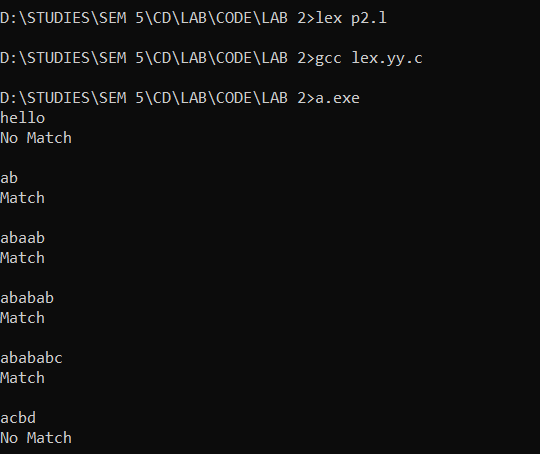 D:\STUDIES\SEM 5\CD\LAB\CODE\LAB 2>lex p2.l
D:\STUDIES\SEM 5\CD\LAB\CODE\LAB 2>gcc lex.yy.c
D:\STUDIES\SEM 5\CD\LAB\CODE\LAB 2>a.exe
hello
No Match
ab
Match
abaab
Match
ababab
Match
abababc
Match
acbd
No Match